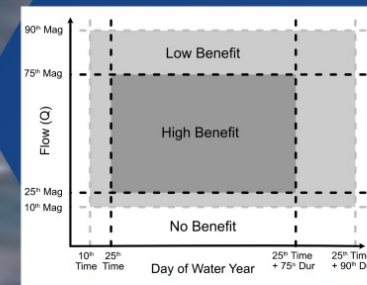 90th Mag
Low Benefit
75th Mag
Flow (Q)
High Benefit
25th Mag
10th Mag
No Benefit
10th Time
25th Time
Day of Water Year
25th Time + 75th Dur
25th Time + 90th D